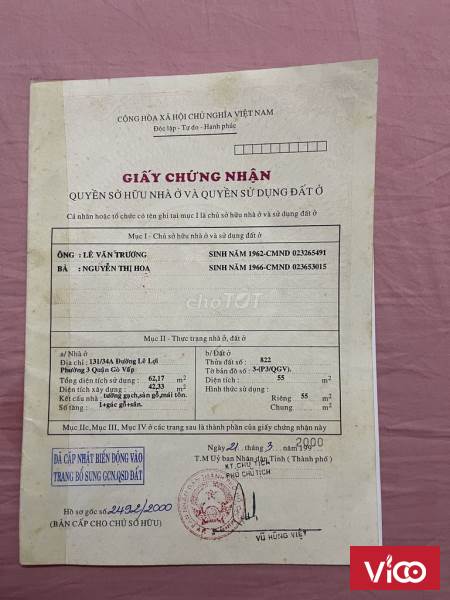 CỘNG HÒA XÃ HỘI CHỦ NGHĨA VIỆT NAM
Độc lập - Tự do - Hạnh phúc
GIẤY CHỨNG NHẬN
QUYỀN SỞ HỮU NHÀ Ở VÀ QUYỀN SỬ DỤNG ĐẤT Ở
Cá nhân hoặc tổ chức có tên ghi tại mục I là chủ sở hữu nhà ở và sử dụng đất ở
Mục I - Chủ sở hữu nhà ở và sử dụng đất ở
ÔNG : LÊ VĂN TRƯƠNG SINH NĂM 1962-CMND 023265491
BÀ : NGUYỄN THỊ HOA SINH NĂM 1966-CMND 023653015
choTOT
Mục II - Thực trạng nhà ở, đất ở
a/ Nhà ở
Địa chỉ : 131/34A Đường Lê Lợi
Phường 3 Quận Gò Vấp
Tổng diện tích sử dụng : 62,17 m2
Diện tích xây dựng : 42,33 m2
Kết cấu nhà : tường gạch,sàn gỗ,mái tôn.
Số tầng : 1+gác gỗ+sân.
b/ Đất ở
Thửa đất số : 822
Tờ bản đồ số : 3-(P3/QGV).
Diện tích : 55 m2
Hình thức sử dụng :
Riêng 55 m2
Chung m2
Mục IIc, Mục III, Mục IV ở các trang sau là thành phần của giấy chứng nhận này
ĐÃ CẬP NHẬT BIẾN ĐỘNG VÀO
TRANG BỔ SUNG GCN,QSD ĐẤT
Ngày 21 tháng 3 năm 199 2000
T.M Ủy ban Nhân dân Tỉnh (Thành phố)
KT. CHỦ TỊCH
PHÓ CHỦ TỊCH
Hồ sơ gốc số 2492/2000
(BẢN CẤP CHO CHỦ SỞ HỮU)
VŨ HÙNG VIỆT
Vico